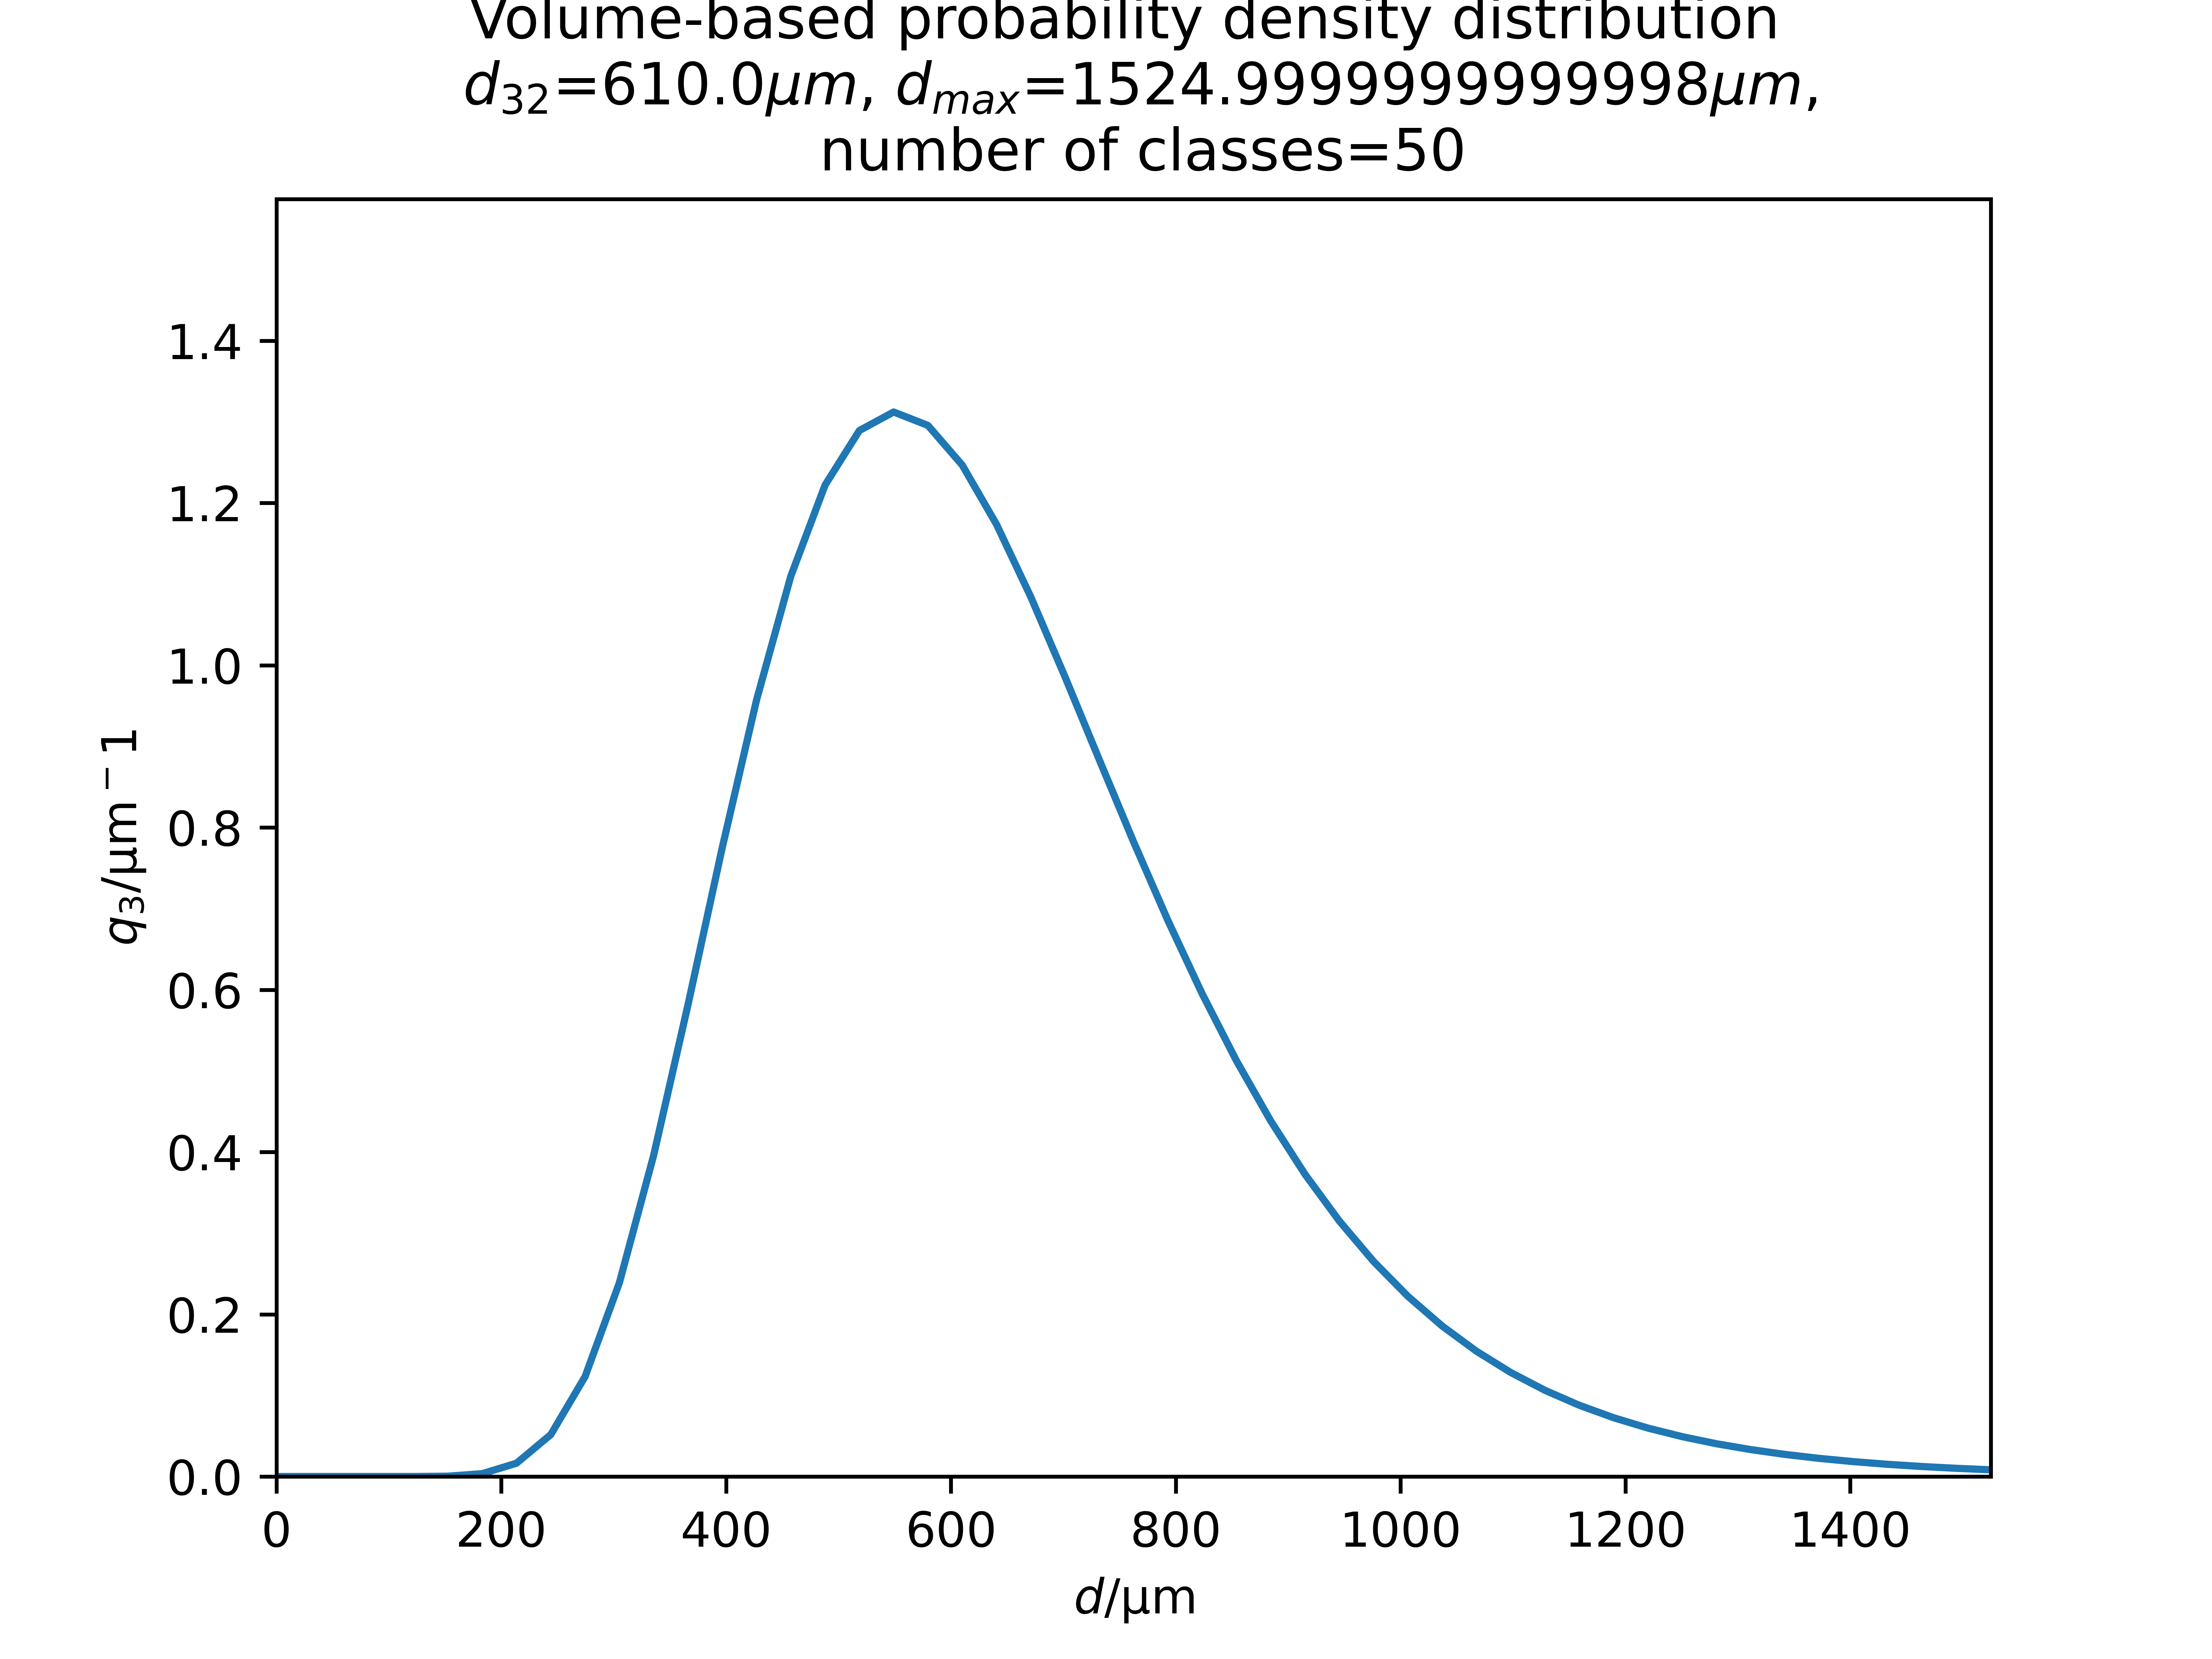 Volume-based probability density distribution
d₃₂=610.0μm, dₘₐₓ=1524.9999999999998μm,
number of classes=50
1.4
1.2
1.0
0.8
0.6
0.4
0.2
0.0
q₃/μm⁻1
0 200 400 600 800 1000 1200 1400
d/μm